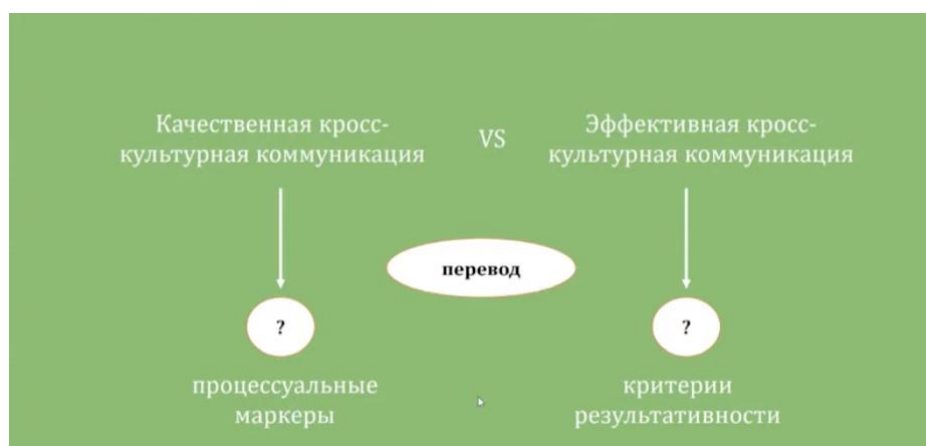 Качественная кросс-
культурная коммуникация
VS
Эффективная кросс-
культурная коммуникация
перевод
?
?
процессуальные
маркеры
критерии
результативности